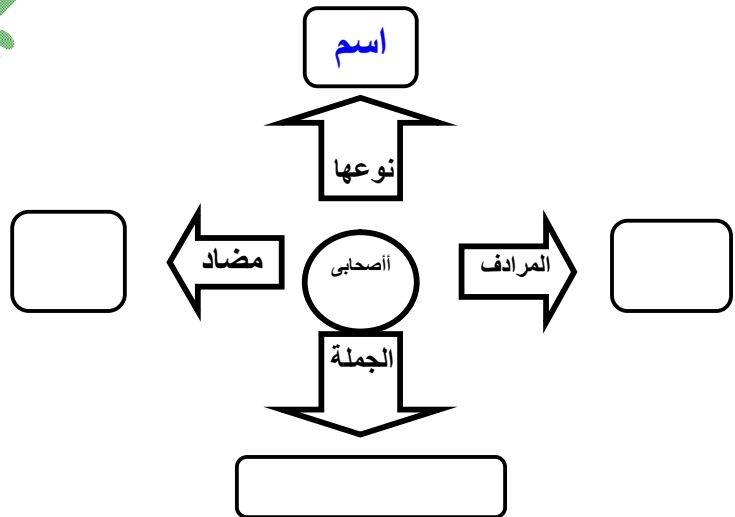 اسم
نوعها
المرادف
أأصحابى
مضاد
الجملة